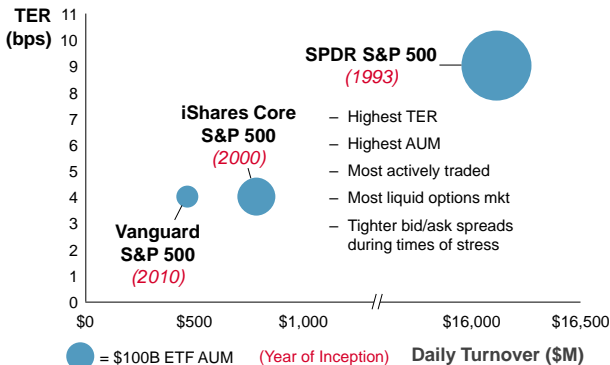 TER
(bps)
11
10
9
8
7
6
5
4
3
2
1
0
SPDR S&P 500
(1993)
iShares Core
S&P 500
(2000)
Vanguard
S&P 500
(2010)
– Highest TER
– Highest AUM
– Most actively traded
– Most liquid options mkt
– Tighter bid/ask spreads
during times of stress
$0 $500 $1,000 $16,000 $16,500
= $100B ETF AUM (Year of Inception) Daily Turnover ($M)